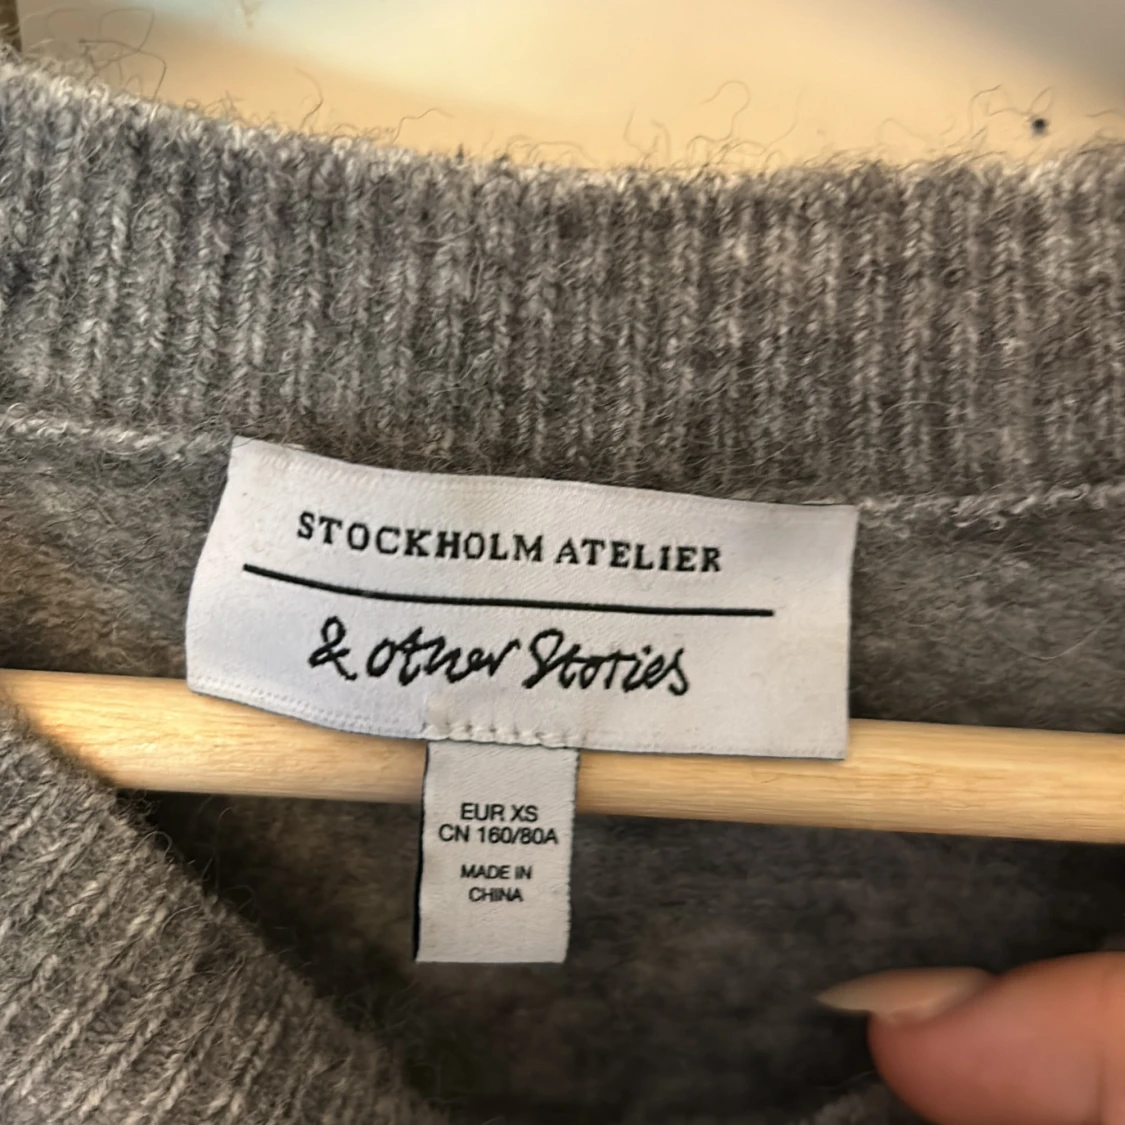 STOCKHOLM ATELIER
& other Stories
EUR XS
CN 160/80A
MADE IN
CHINA